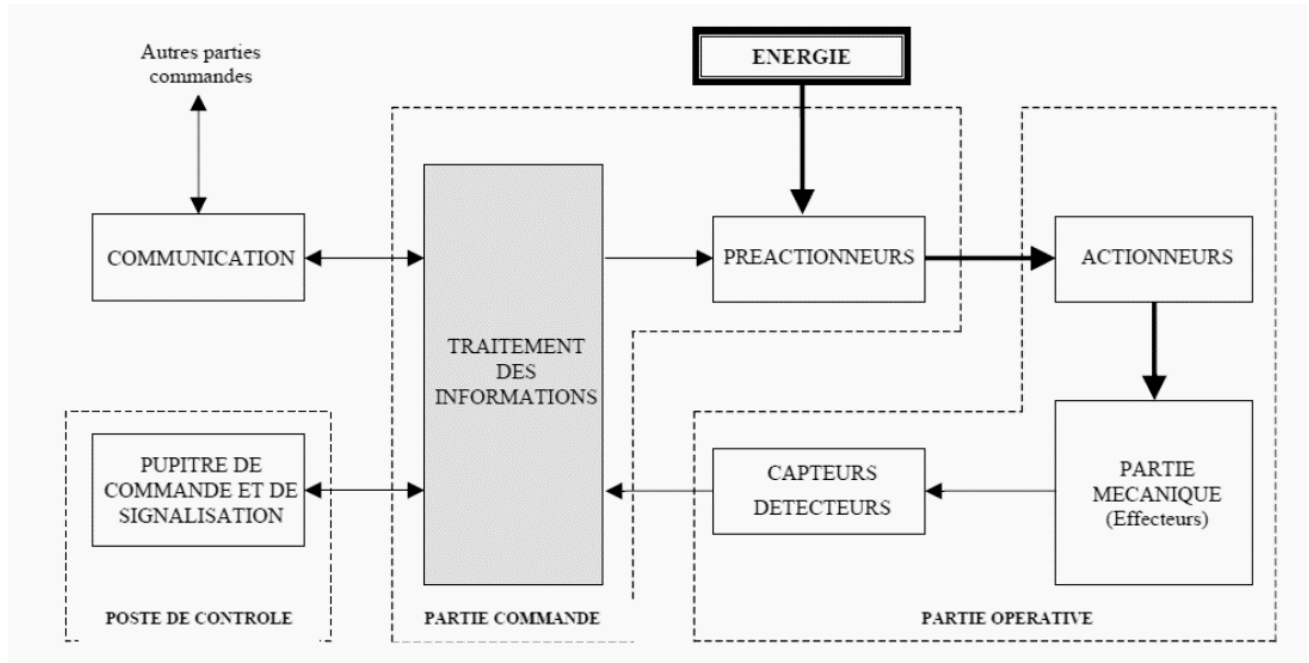 Autres parties
commandes
ENERGIE
COMMUNICATION
PREACTIONNEURS
ACTIONNEURS
TRAITEMENT
DES
INFORMATIONS
PUPITRE DE
COMMANDE ET DE
SIGNALISATION
CAPTEURS
DETECTEURS
PARTIE
MECANIQUE
(Effecteurs)
POSTE DE CONTROLE
PARTIE COMMANDE
PARTIE OPERATIVE